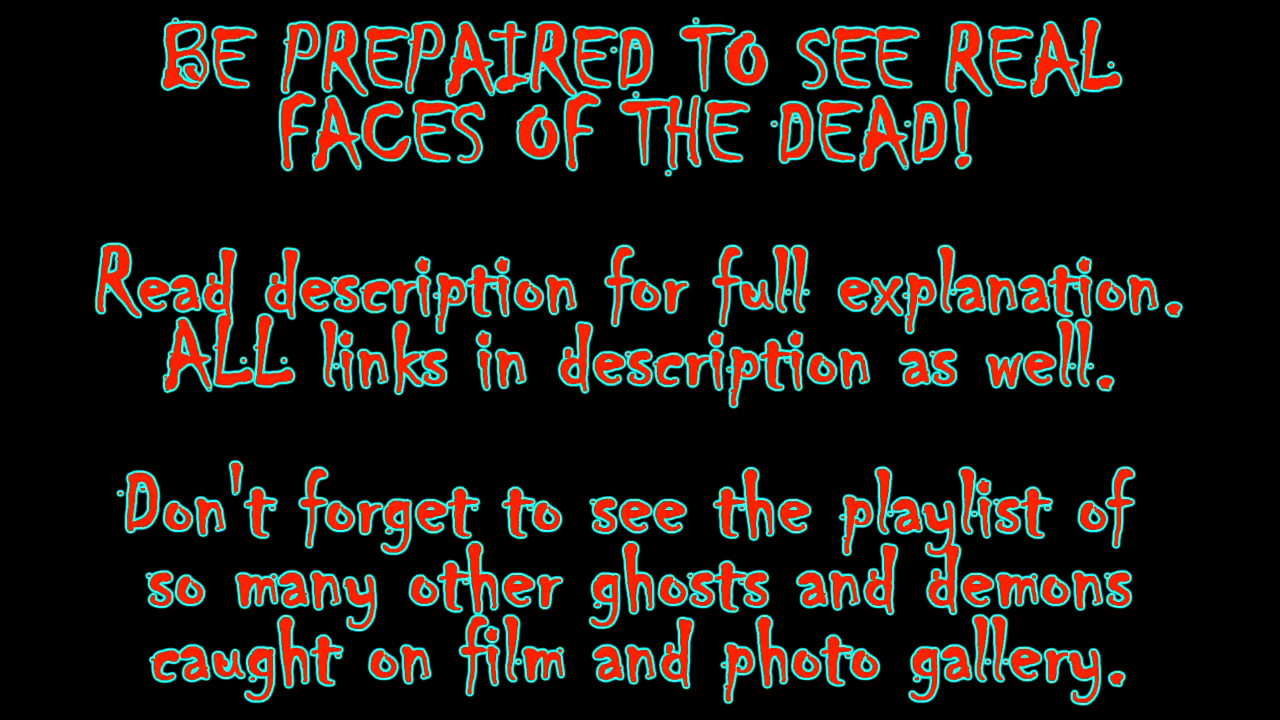 BE PREPAIRED TO SEE REAL
FACES OF THE DEAD!
Read description for full explanation.
ALL links in description as well.
Don't forget to see the playlist of
so many other ghosts and demons
caught on film and photo gallery.